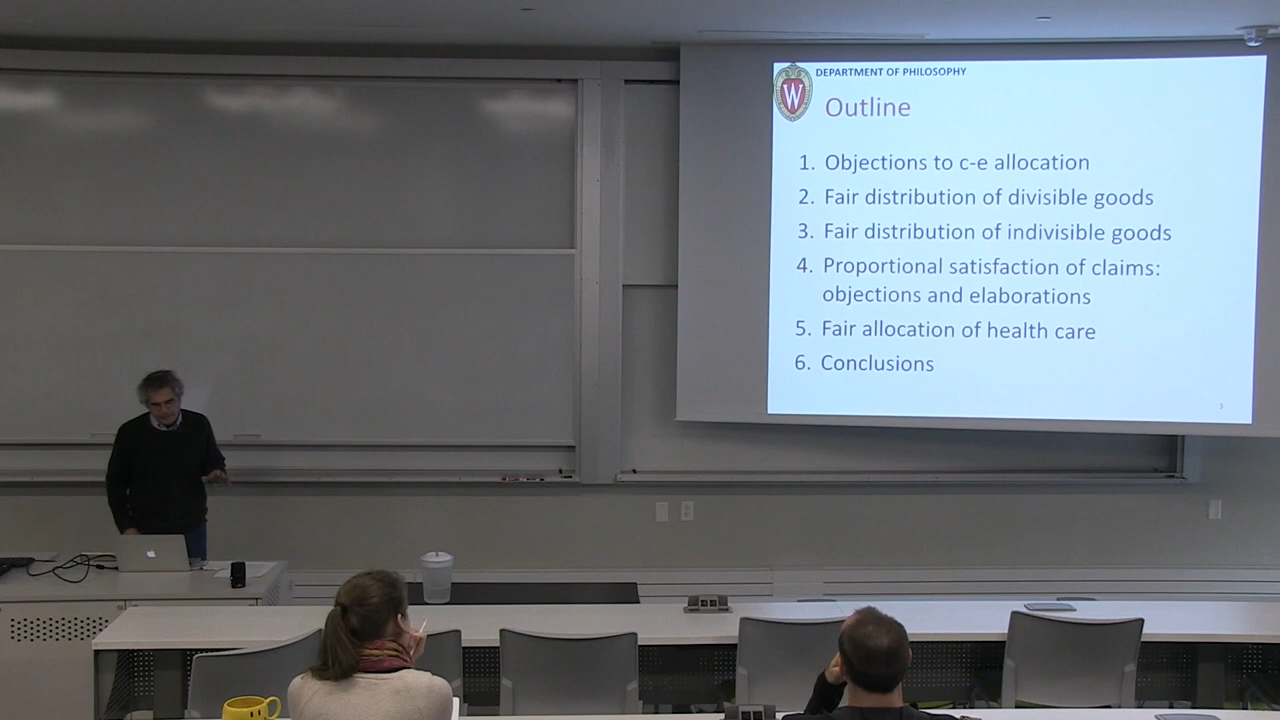 DEPARTMENT OF PHILOSOPHY
W
Outline
1. Objections to c-e allocation
2. Fair distribution of divisible goods
3. Fair distribution of indivisible goods
4. Proportional satisfaction of claims:
objections and elaborations
5. Fair allocation of health care
6. Conclusions
3